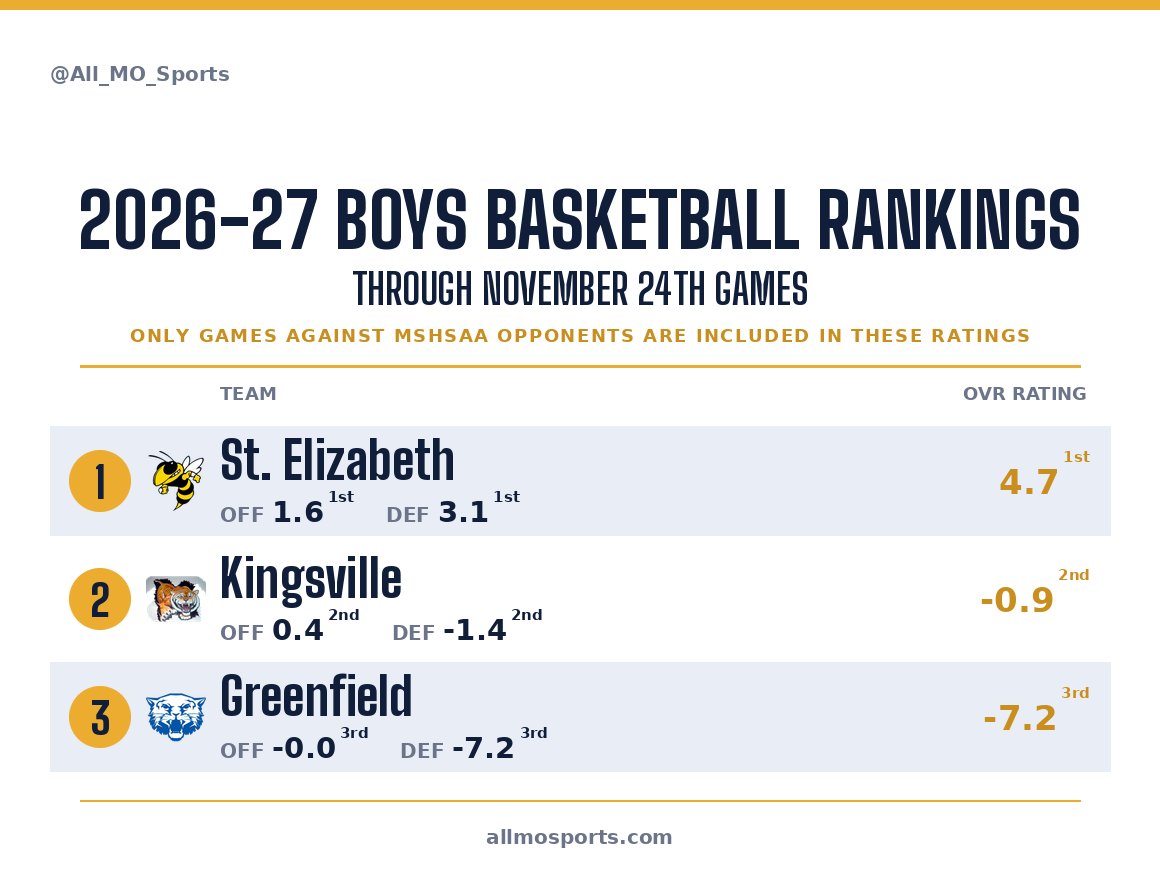 @All_MO_Sports
2026-27 BOYS BASKETBALL RANKINGS
THROUGH NOVEMBER 24TH GAMES
ONLY GAMES AGAINST MSHSAA OPPONENTS ARE INCLUDED IN THESE RATINGS
TEAM OVR RATING
1 St. Elizabeth 4.7 1st
OFF 1.6 1st DEF 3.1 1st
2 Kingsville -0.9 2nd
OFF 0.4 2nd DEF -1.4 2nd
3 Greenfield -7.2 3rd
OFF -0.0 3rd DEF -7.2 3rd
allmosports.com